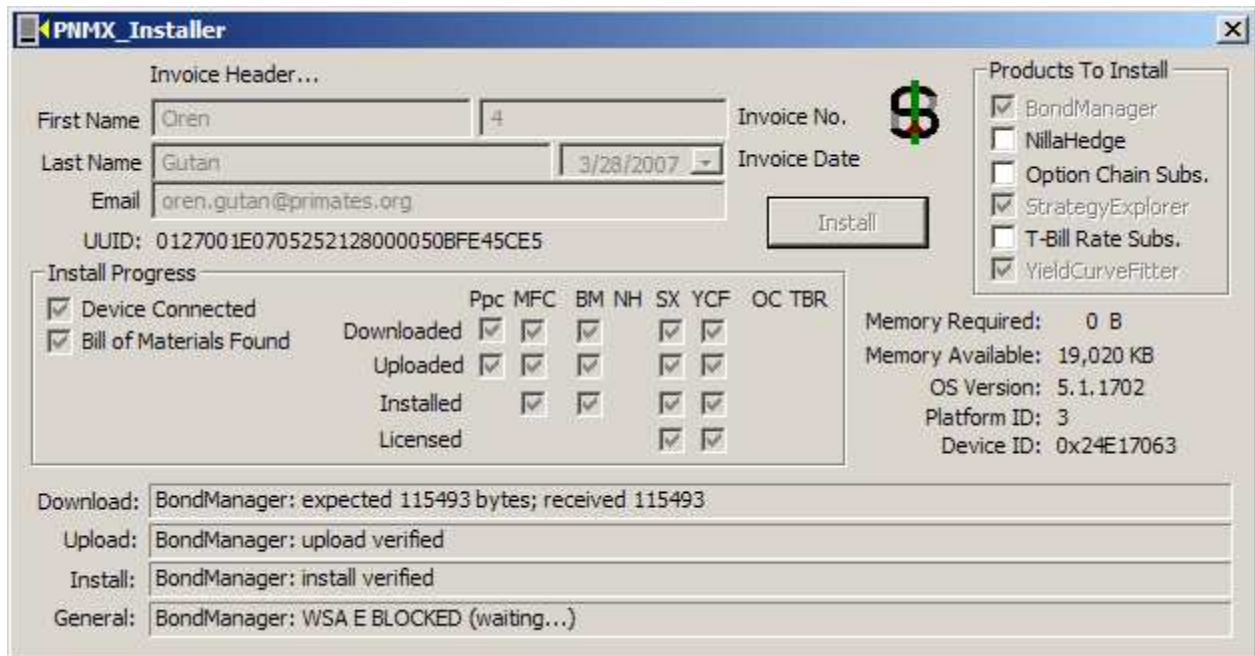 PNMX_Installer
Invoice Header...
First Name Oren 4 Invoice No.
Last Name Gutan 3/28/2007 Invoice Date
Email oren.gutan@primates.org
UUID: 0127001E0705252128000050BFE45CE5
Install
Products To Install
BondManager
NillaHedge
Option Chain Subs.
StrategyExplorer
T-Bill Rate Subs.
YieldCurveFitter
Install Progress
Device Connected
Bill of Materials Found
Ppc MFC BM NH SX YCF OC TBR
Downloaded
Uploaded
Installed
Licensed
Memory Required: 0 B
Memory Available: 19,020 KB
OS Version: 5.1.1702
Platform ID: 3
Device ID: 0x24E17063
Download: BondManager: expected 115493 bytes; received 115493
Upload: BondManager: upload verified
Install: BondManager: install verified
General: BondManager: WSA E BLOCKED (waiting...)